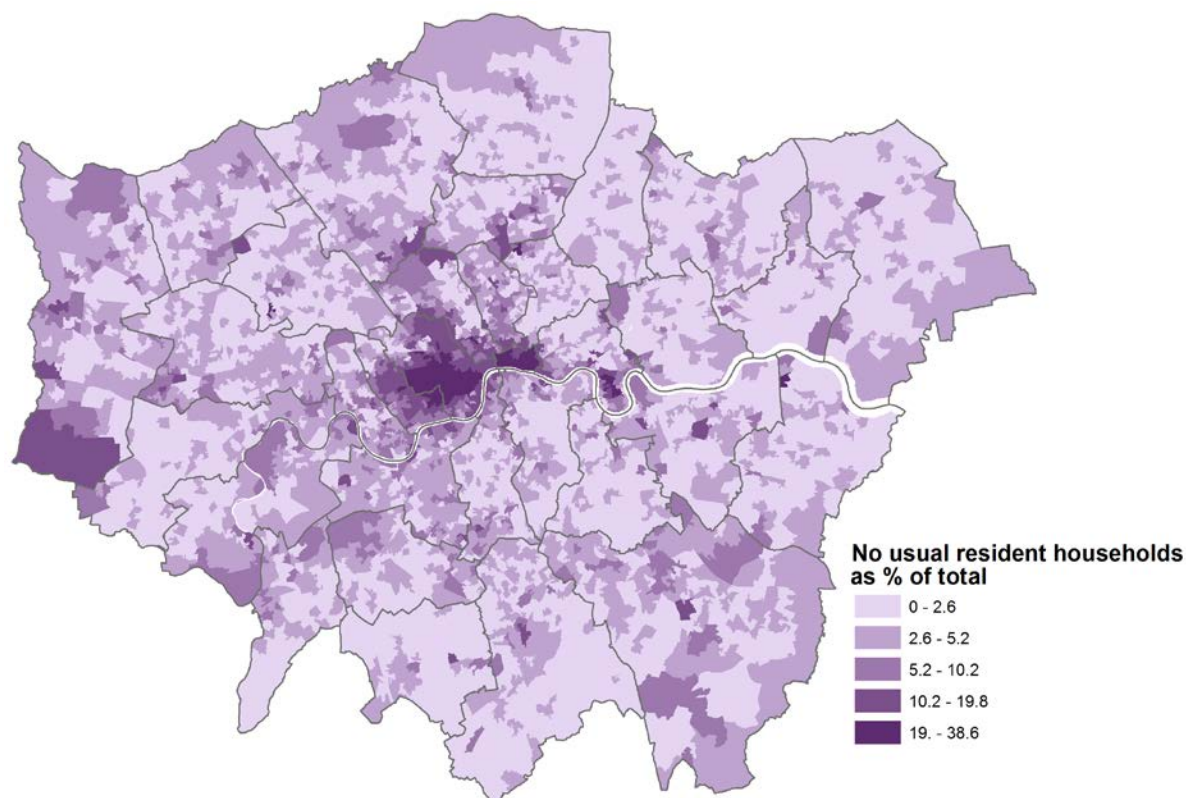 No usual resident households
as % of total
0 - 2.6
2.6 - 5.2
5.2 - 10.2
10.2 - 19.8
19. - 38.6